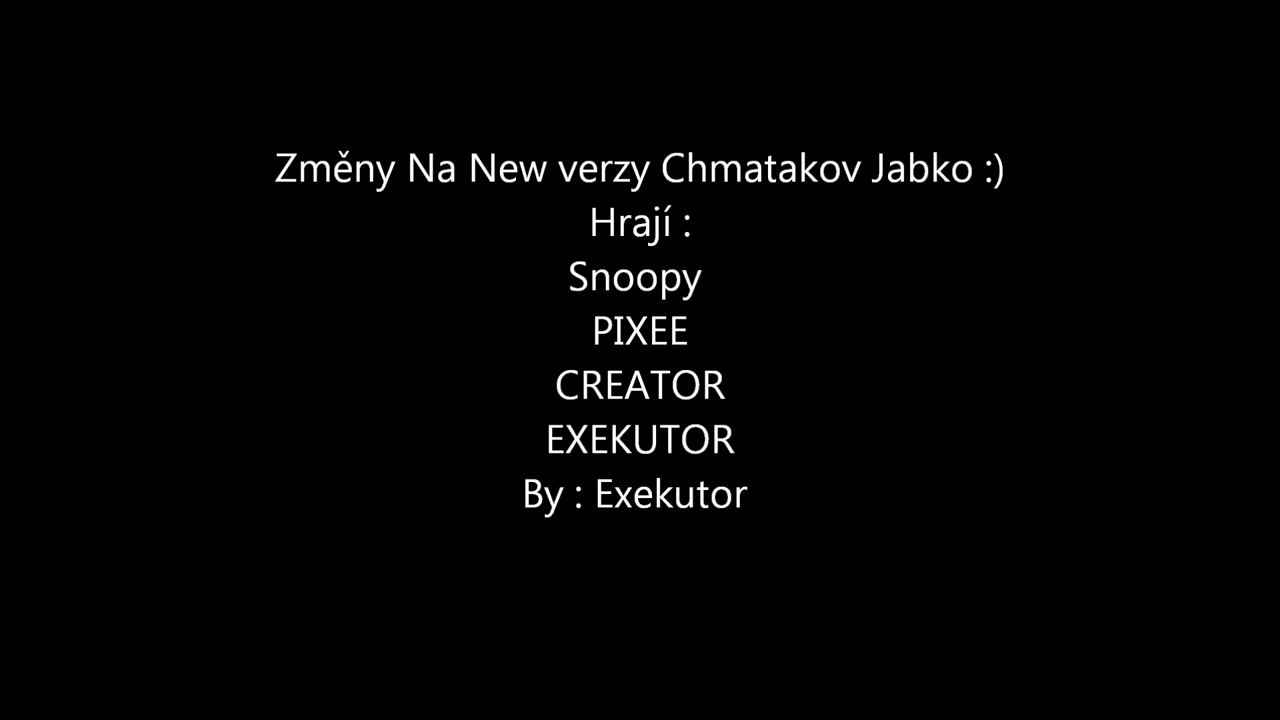 Změny Na New verzy Chmatakov Jabko :)
Hrají :
Snoopy
PIXEE
CREATOR
EXEKUTOR
By : Exekutor